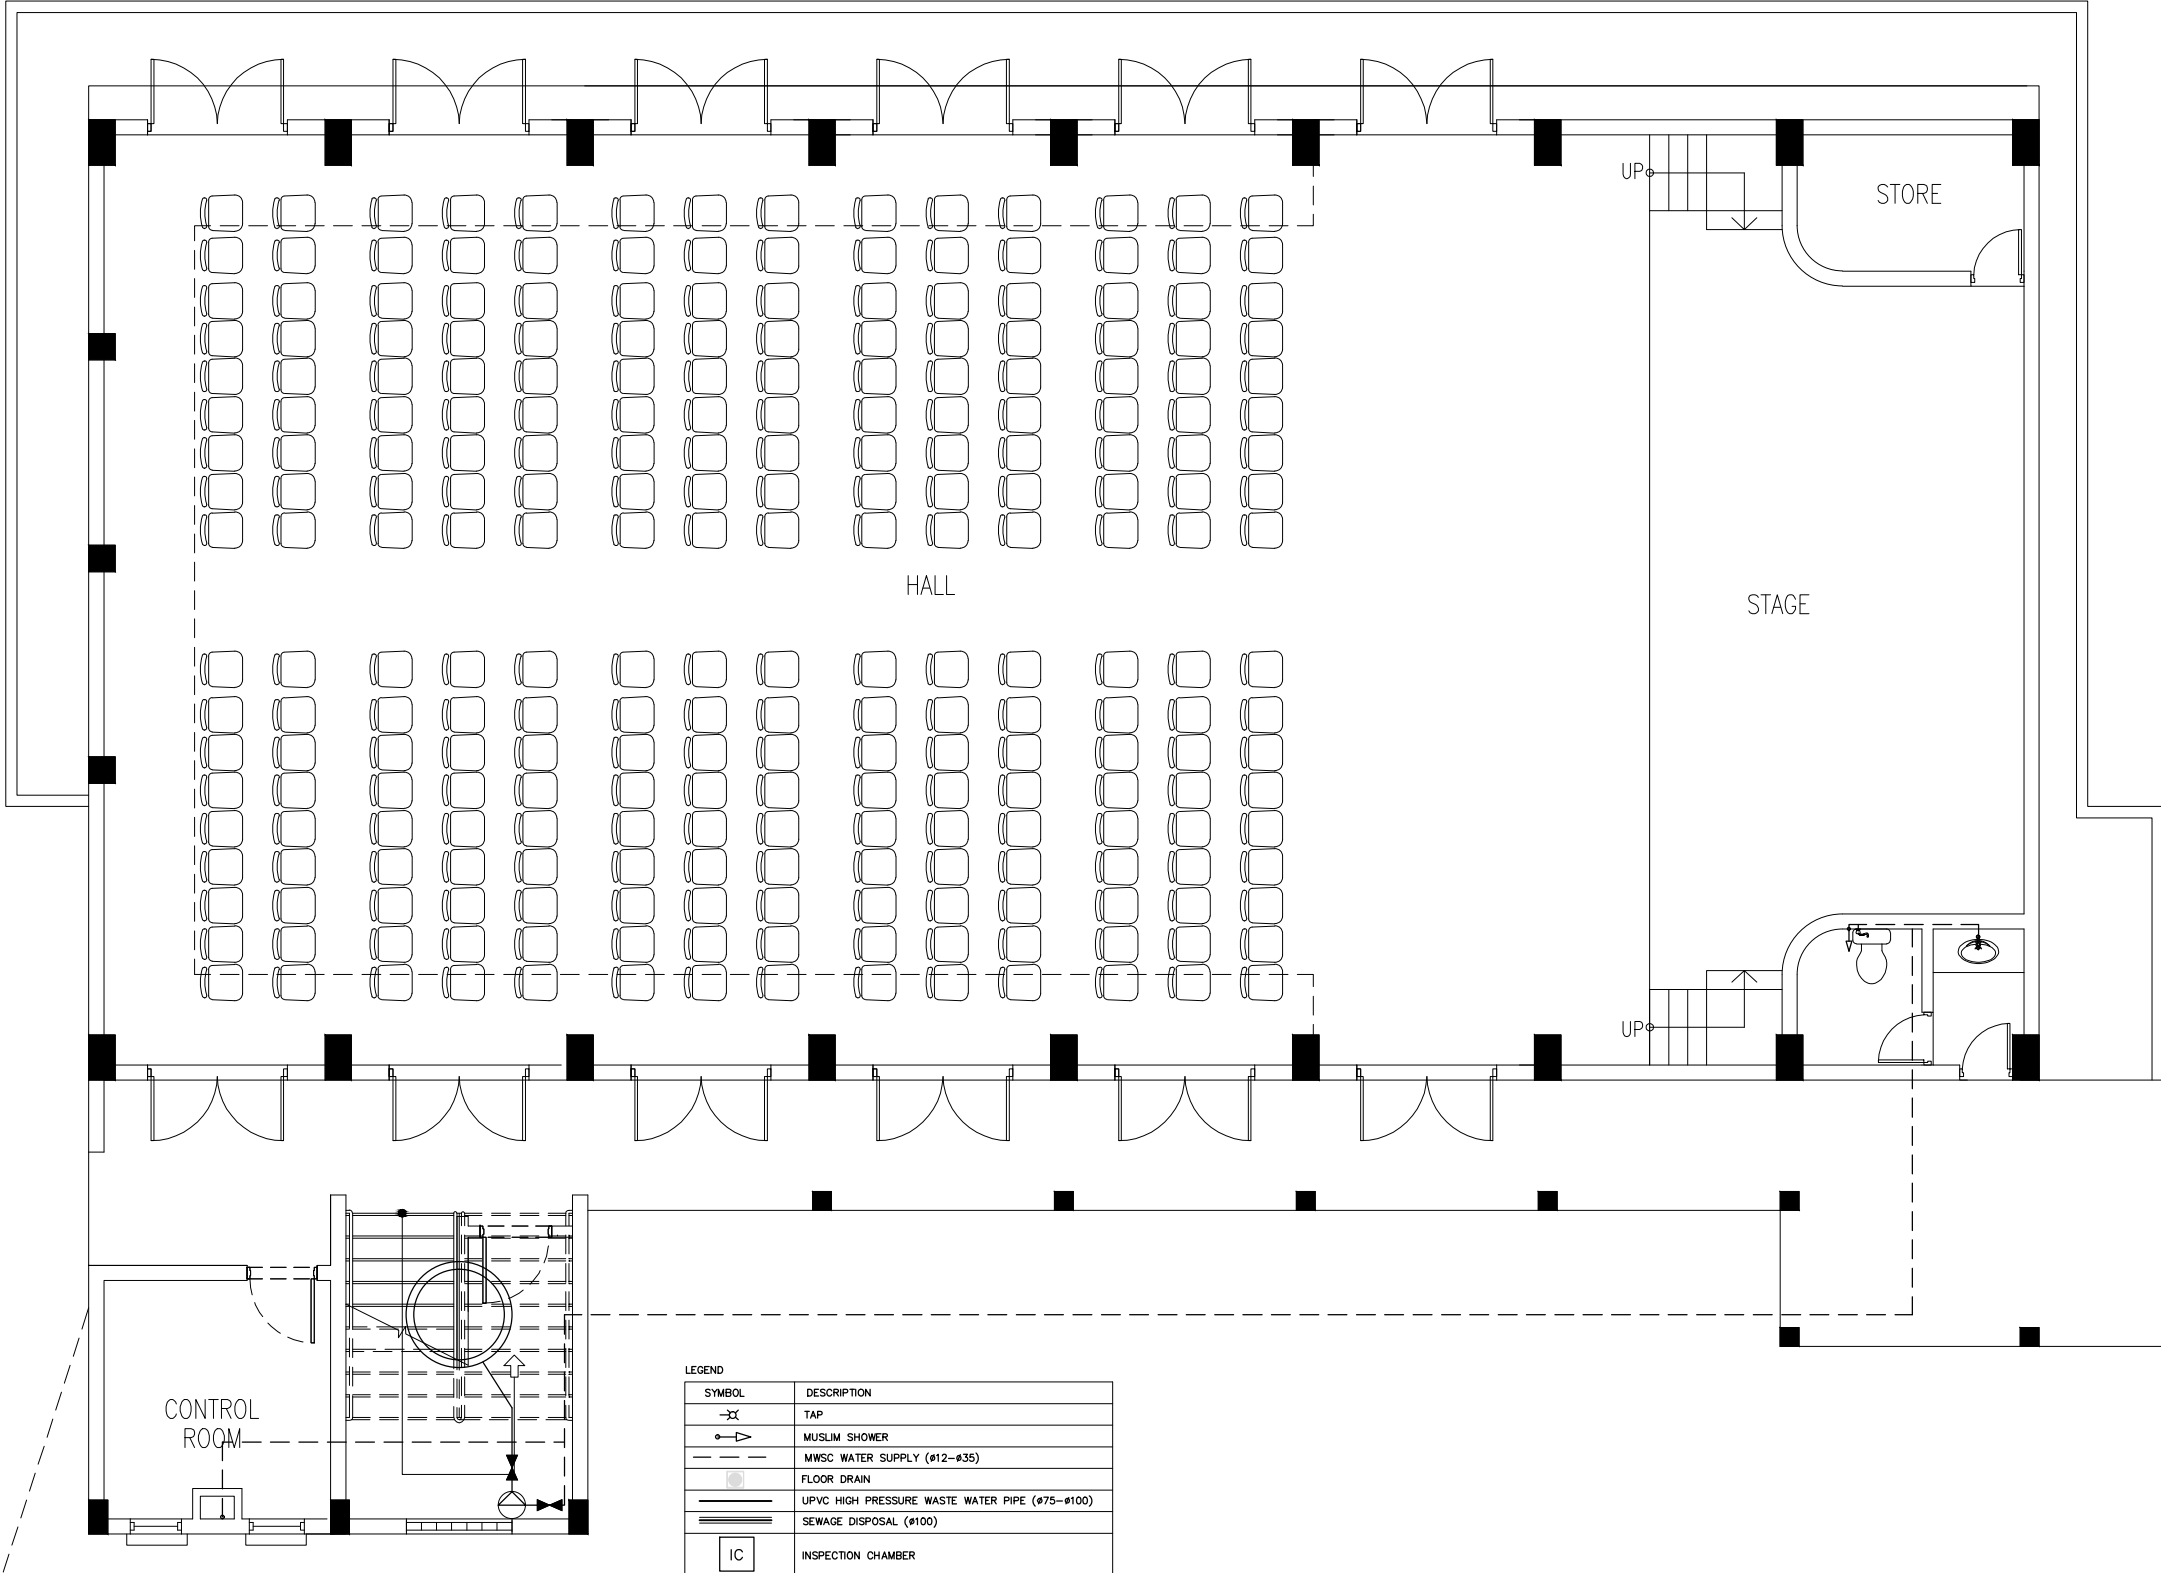 UP
STORE
HALL
STAGE
UP
CONTROL
ROOM
LEGEND
SYMBOL DESCRIPTION
TAP
MUSLIM SHOWER
MWSC WATER SUPPLY (ø12-ø35)
FLOOR DRAIN
UPVC HIGH PRESSURE WASTE WATER PIPE (ø75-ø100)
SEWAGE DISPOSAL (ø100)
IC INSPECTION CHAMBER